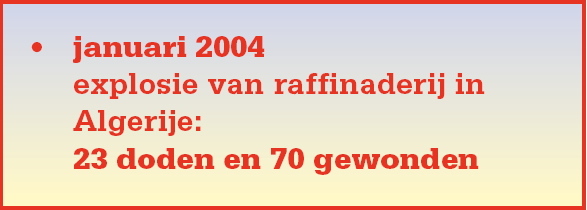 • januari 2004
explosie van raffinaderij in
Algerije:
23 doden en 70 gewonden